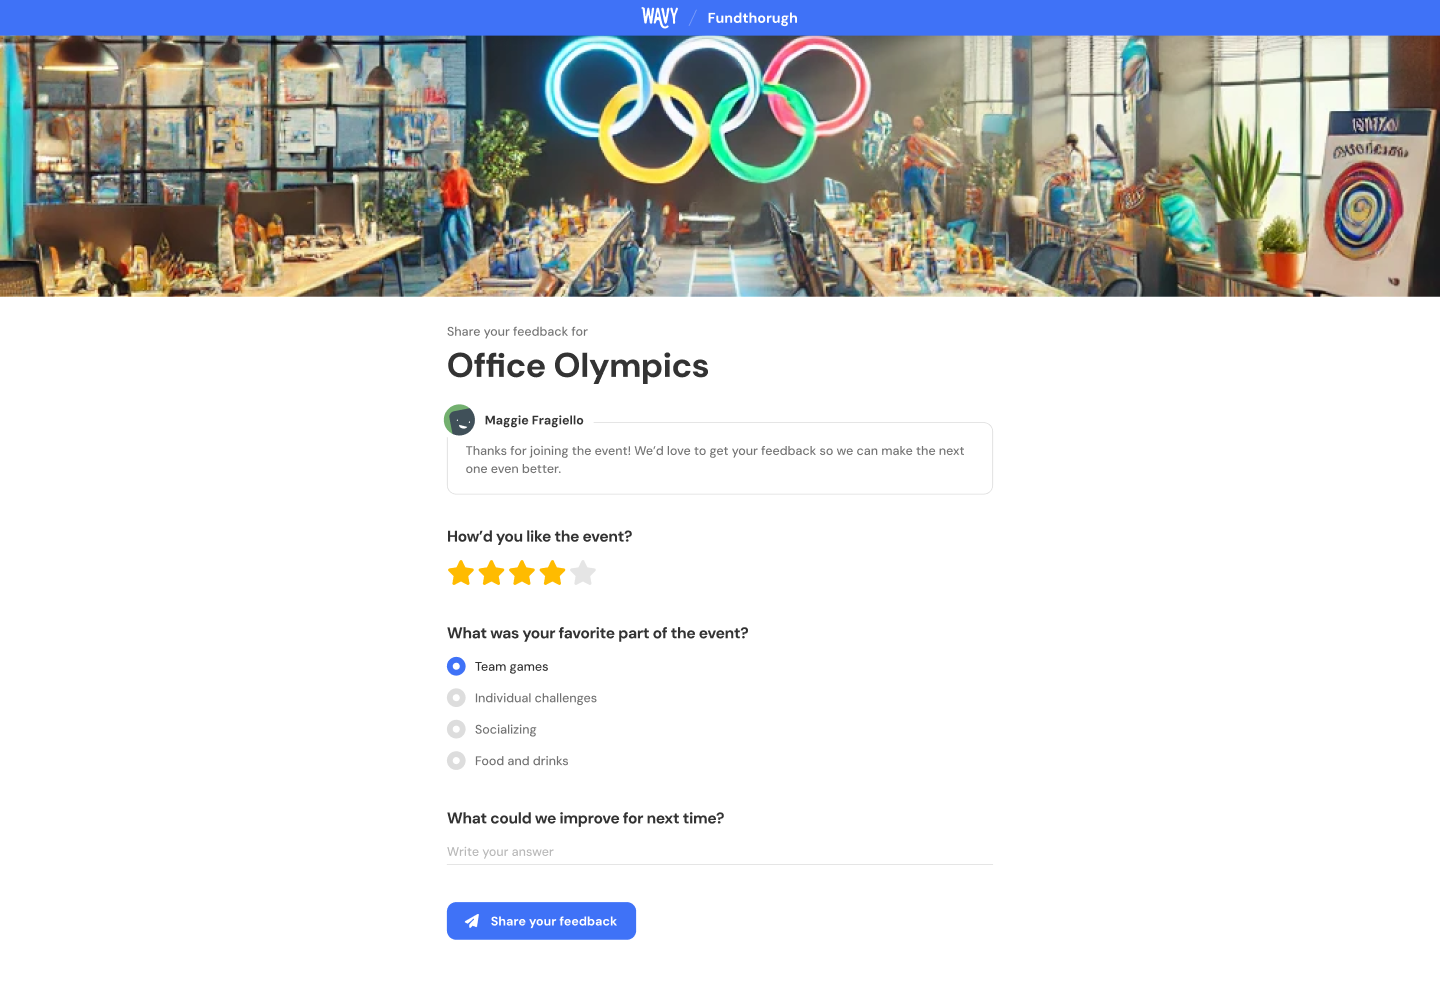 WAVY / Fundthorugh
Share your feedback for
Office Olympics
Maggie Fragiello
Thanks for joining the event! We’d love to get your feedback so we can make the next
one even better.
How’d you like the event?
What was your favorite part of the event?
Team games
Individual challenges
Socializing
Food and drinks
What could we improve for next time?
Write your answer
Share your feedback